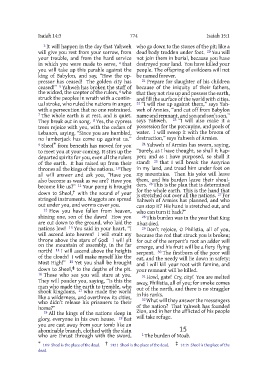 Isaiah 14:3
774
Isaiah 15:1
3 It will happen in the day that Yahweh
will give you rest from your sorrow, from
your trouble, and from the hard service
in which you were made to serve, 4 that
you will take up this parable against the
king of Babylon, and say, “How the op-
pressor has ceased! The golden city has
ceased!” 5 Yahweh has broken the staff of
the wicked, the scepter of the rulers, 6 who
struck the peoples in wrath with a contin-
ual stroke, who ruled the nations in anger,
with a persecution that no one restrained.
7 The whole earth is at rest, and is quiet.
They break out in song. 8 Yes, the cypress
trees rejoice with you, with the cedars of
Lebanon, saying, “Since you are humbled,
no lumberjack has come up against us.”
9 Sheol† from beneath has moved for you
to meet you at your coming. It stirs up the
departed spirits for you, even all the rulers
of the earth. It has raised up from their
thrones all the kings of the nations. 10 They
all will answer and ask you, “Have you
also become as weak as we are? Have you
become like us?” 11 Your pomp is brought
down to Sheol,† with the sound of your
stringed instruments. Maggots are spread
out under you, and worms cover you.
12 How you have fallen from heaven,
shining one, son of the dawn! How you
are cut down to the ground, who laid the
nations low! 13 You said in your heart, “I
will ascend into heaven! I will exalt my
throne above the stars of God! I will sit
on the mountain of assembly, in the far
north! 14 I will ascend above the heights
of the clouds! I will make myself like the
Most High!” 15 Yet you shall be brought
down to Sheol,‡ to the depths of the pit.
16 Those who see you will stare at you.
They will ponder you, saying, “Is this the
man who made the earth to tremble, who
shook kingdoms, 17 who made the world
like a wilderness, and overthrew its cities,
who didn’t release his prisoners to their
home?”
18 All the kings of the nations sleep in
glory, everyone in his own house. 19 But
you are cast away from your tomb like an
abominable branch, clothed with the slain
who are thrust through with the sword,
who go down to the stones of the pit; like a
dead body trodden under foot. 20 You will
not join them in burial, because you have
destroyed your land. You have killed your
people. The offspring of evildoers will not
be named forever.
21 Prepare for slaughter of his children
because of the iniquity of their fathers,
that they not rise up and possess the earth,
and fill the surface of the world with cities.
22 “I will rise up against them,” says Yah-
weh of Armies, “and cut off from Babylon
name and remnant, and son and son’s son,”
says Yahweh. 23 “I will also make it a
possession for the porcupine, and pools of
water. I will sweep it with the broom of
destruction,” says Yahweh of Armies.
24 Yahweh of Armies has sworn, saying,
“Surely, as I have thought, so shall it hap-
pen; and as I have purposed, so shall it
stand: 25 that I will break the Assyrian
in my land, and tread him under foot on
my mountains. Then his yoke will leave
them, and his burden leave their shoul-
ders. 26 This is the plan that is determined
for the whole earth. This is the hand that
is stretched out over all the nations. 27 For
Yahweh of Armies has planned, and who
can stop it? His hand is stretched out, and
who can turn it back?”
28 This burden was in the year that King
Ahaz died.
29 Don’t rejoice, O Philistia, all of you,
because the rod that struck you is broken;
for out of the serpent’s root an adder will
emerge, and his fruit will be a fiery flying
serpent. 30 The firstborn of the poor will
eat, and the needy will lie down in safety;
and I will kill your root with famine, and
your remnant will be killed.
31 Howl, gate! Cry, city! You are melted
away, Philistia, all of you; for smoke comes
out of the north, and there is no straggler
in his ranks.
32 What will they answer the messengers
of the nation? That Yahweh has founded
Zion, and in her the afflicted of his people
will take refuge.
15
1 The burden of Moab.
* 14:9 Sheol is the place of the dead. † 14:11 Sheol is the place of the dead. ‡ 14:15 Sheol is the place of the
dead.